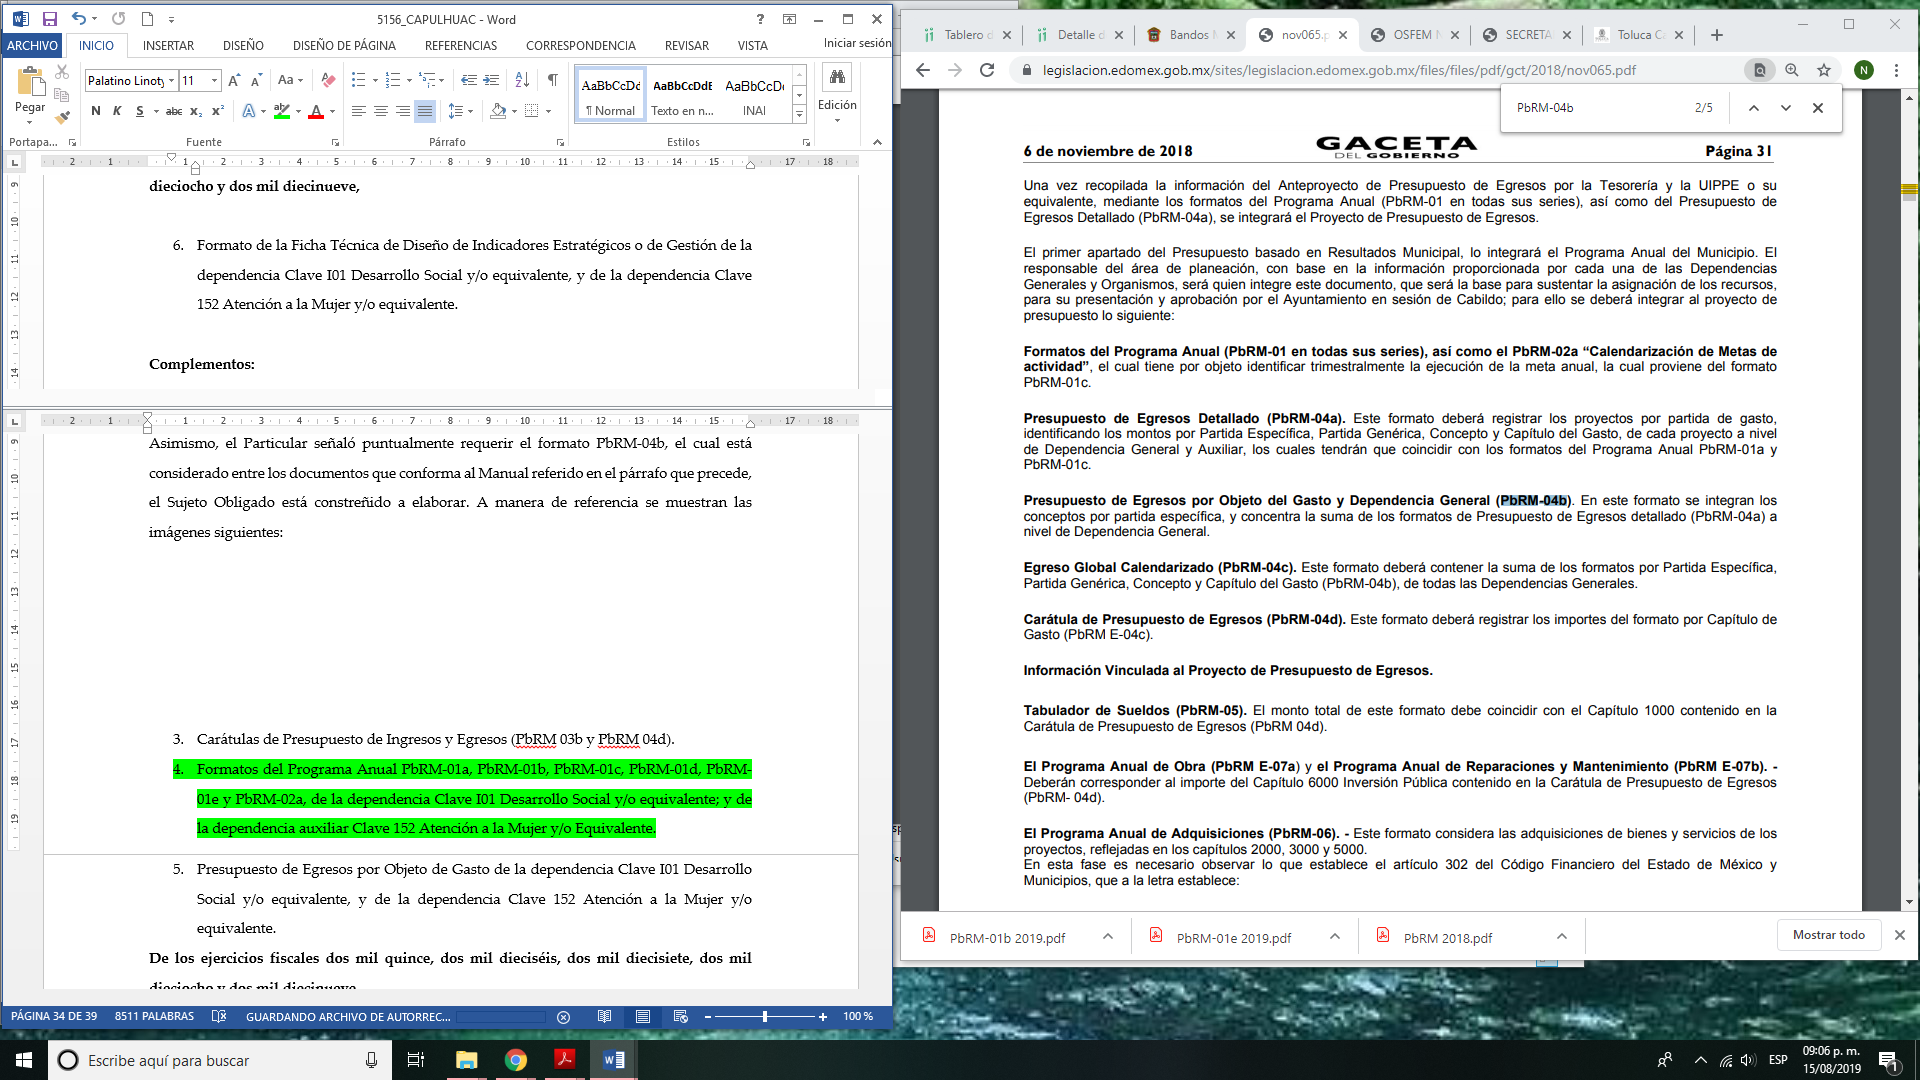 5156_CAPULHUAC - Word
ARCHIVO INICIO INSERTAR DISEÑO DISEÑO DE PÁGINA REFERENCIAS CORRESPONDENCIA REVISAR VISTA Iniciar sesión
Pegar
Palatino Linoty 11
Edición
AaBbCcDd AaBbCcDdE AaBbCcDc
¶ Normal Texto en n... INAI
Portapa... Fuente Párrafo Estilos
dieciocho y dos mil diecinueve,
6. Formato de la Ficha Técnica de Diseño de Indicadores Estratégicos o de Gestión de la
dependencia Clave I01 Desarrollo Social y/o equivalente, y de la dependencia Clave
152 Atención a la Mujer y/o equivalente.
Complementos:
Asimismo, el Particular señaló puntualmente requerir el formato PbRM-04b, el cual está
considerado entre los documentos que conforma al Manual referido en el párrafo que precede,
el Sujeto Obligado está constreñido a elaborar. A manera de referencia se muestran las
imágenes siguientes:
3. Carátulas de Presupuesto de Ingresos y Egresos (PbRM 03b y PbRM 04d).
4. Formatos del Programa Anual PbRM-01a, PbRM-01b, PbRM-01c, PbRM-01d, PbRM-
01e y PbRM-02a, de la dependencia Clave I01 Desarrollo Social y/o equivalente; y de
la dependencia auxiliar Clave 152 Atención a la Mujer y/o Equivalente.
5. Presupuesto de Egresos por Objeto de Gasto de la dependencia Clave I01 Desarrollo
Social y/o equivalente, y de la dependencia Clave 152 Atención a la Mujer y/o
equivalente.
De los ejercicios fiscales dos mil quince, dos mil dieciséis, dos mil diecisiete, dos mil
dieciocho y dos mil diecinueve
PÁGINA 34 DE 39 8511 PALABRAS GUARDANDO ARCHIVO DE AUTORREC... 100 %
Tablero d Detalle d Bandos M nov065.p OSFEM N SECRETA Toluca Ca
legislacion.edomex.gob.mx/sites/legislacion.edomex.gob.mx/files/files/pdf/gct/2018/nov065.pdf
N
PbRM-04b 2/5
6 de noviembre de 2018 GACETA DEL GOBIERNO Página 31
Una vez recopilada la información del Anteproyecto de Presupuesto de Egresos por la Tesorería y la UIPPE o su
equivalente, mediante los formatos del Programa Anual (PbRM-01 en todas sus series), así como del Presupuesto de
Egresos Detallado (PbRM-04a), se integrará el Proyecto de Presupuesto de Egresos.
El primer apartado del Presupuesto basado en Resultados Municipal, lo integrará el Programa Anual del Municipio. El
responsable del área de planeación, con base en la información proporcionada por cada una de las Dependencias
Generales y Organismos, será quien integre este documento, que será la base para sustentar la asignación de los recursos,
para su presentación y aprobación por el Ayuntamiento en sesión de Cabildo; para ello se deberá integrar al proyecto de
presupuesto lo siguiente:
Formatos del Programa Anual (PbRM-01 en todas sus series), así como el PbRM-02a “Calendarización de Metas de
actividad”, el cual tiene por objeto identificar trimestralmente la ejecución de la meta anual, la cual proviene del formato
PbRM-01c.
Presupuesto de Egresos Detallado (PbRM-04a). Este formato deberá registrar los proyectos por partida de gasto,
identificando los montos por Partida Específica, Partida Genérica, Concepto y Capítulo del Gasto, de cada proyecto a nivel
de Dependencia General y Auxiliar, los cuales tendrán que coincidir con los formatos del Programa Anual PbRM-01a y
PbRM-01c.
Presupuesto de Egresos por Objeto del Gasto y Dependencia General (PbRM-04b). En este formato se integran los
conceptos por partida específica, y concentra la suma de los formatos de Presupuesto de Egresos detallado (PbRM-04a) a
nivel de Dependencia General.
Egreso Global Calendarizado (PbRM-04c). Este formato deberá contener la suma de los formatos por Partida Específica,
Partida Genérica, Concepto y Capítulo del Gasto (PbRM-04b), de todas las Dependencias Generales.
Carátula de Presupuesto de Egresos (PbRM-04d). Este formato deberá registrar los importes del formato por Capítulo de
Gasto (PbRM E-04c).
Información Vinculada al Proyecto de Presupuesto de Egresos.
Tabulador de Sueldos (PbRM-05). El monto total de este formato debe coincidir con el Capítulo 1000 contenido en la
Carátula de Presupuesto de Egresos (PbRM 04d).
El Programa Anual de Obra (PbRM E-07a) y el Programa Anual de Reparaciones y Mantenimiento (PbRM E-07b). -
Deberán corresponder al importe del Capítulo 6000 Inversión Pública contenido en la Carátula de Presupuesto de Egresos
(PbRM- 04d).
El Programa Anual de Adquisiciones (PbRM-06). - Este formato considera las adquisiciones de bienes y servicios de los
proyectos, reflejadas en los capítulos 2000, 3000 y 5000.
En esta fase es necesario observar lo que establece el artículo 302 del Código Financiero del Estado de México y
Municipios, que a la letra establece:
PbRM-01b 2019.pdf PbRM-01e 2019.pdf PbRM 2018.pdf Mostrar todo
Escribe aquí para buscar
ESP 09:06 p. m.
15/08/2019